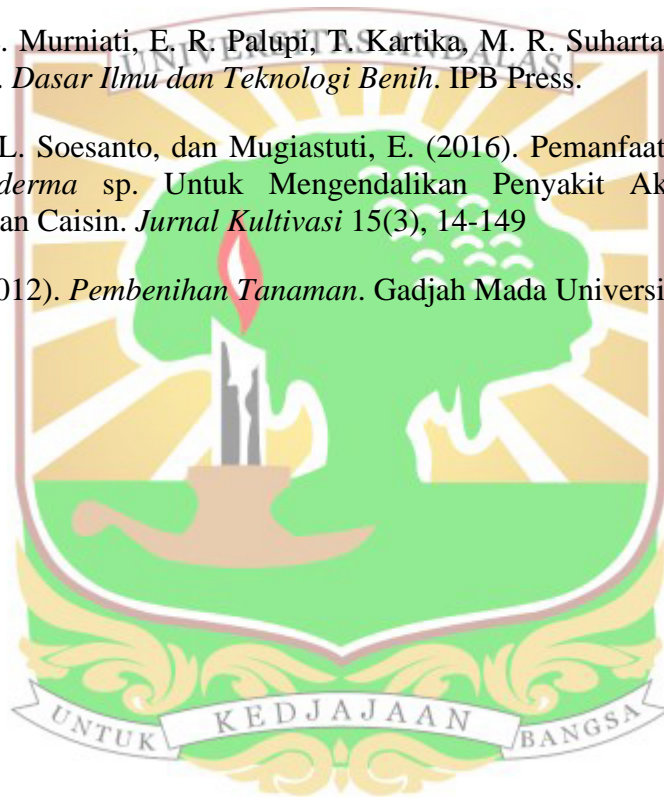 . Murniati, E. R. Palupi, T. Kartika, M. R. Suharta
UNIVERSITAS ANDALAS
. Dasar Ilmu dan Teknologi Benih. IPB Press.
L. Soesanto, dan Mugiastuti, E. (2016). Pemanfaat
derma sp. Untuk Mengendalikan Penyakit Ak
an Caisin. Jurnal Kultivasi 15(3), 14-149
012). Pembenihan Tanaman. Gadjah Mada Universi
UNTUK KEDJAJAAN BANGSA